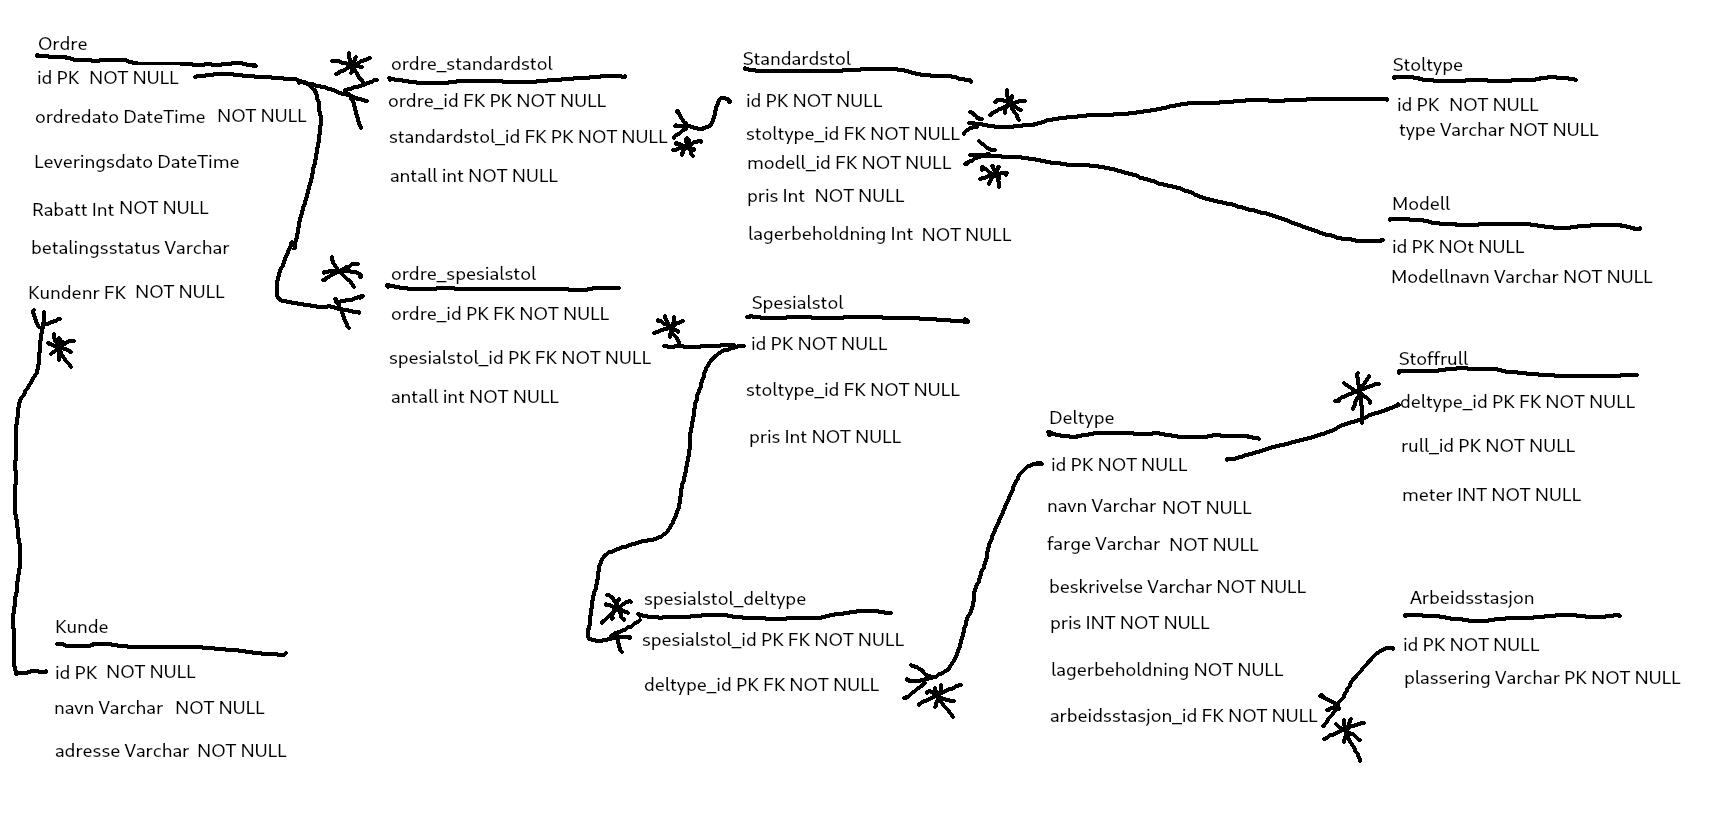 Ordre
id PK NOT NULL
ordredato DateTime NOT NULL
Leveringsdato DateTime
Rabatt Int NOT NULL
betalingsstatus Varchar
Kundenr FK NOT NULL
Kunde
id PK NOT NULL
navn Varchar NOT NULL
adresse Varchar NOT NULL
ordre_standardstol
ordre_id FK PK NOT NULL
standardstol_id FK PK NOT NULL
antall int NOT NULL
ordre_spesialstol
ordre_id PK FK NOT NULL
spesialstol_id PK FK NOT NULL
antall int NOT NULL
Standardstol
id PK NOT NULL
stoltype_id FK NOT NULL
modell_id FK NOT NULL
pris Int NOT NULL
lagerbeholdning Int NOT NULL
Spesialstol
id PK NOT NULL
stoltype_id FK NOT NULL
pris Int NOT NULL
spesialstol_deltype
spesialstol_id PK FK NOT NULL
deltype_id PK FK NOT NULL
Deltype
id PK NOT NULL
navn Varchar NOT NULL
farge Varchar NOT NULL
beskrivelse Varchar NOT NULL
pris INT NOT NULL
lagerbeholdning NOT NULL
arbeidsstasjon_id FK NOT NULL
Stoltype
id PK NOT NULL
type Varchar NOT NULL
Modell
id PK NOt NULL
Modellnavn Varchar NOT NULL
Stoffrull
deltype_id PK FK NOT NULL
rull_id PK NOT NULL
meter INT NOT NULL
Arbeidsstasjon
id PK NOT NULL
plassering Varchar PK NOT NULL